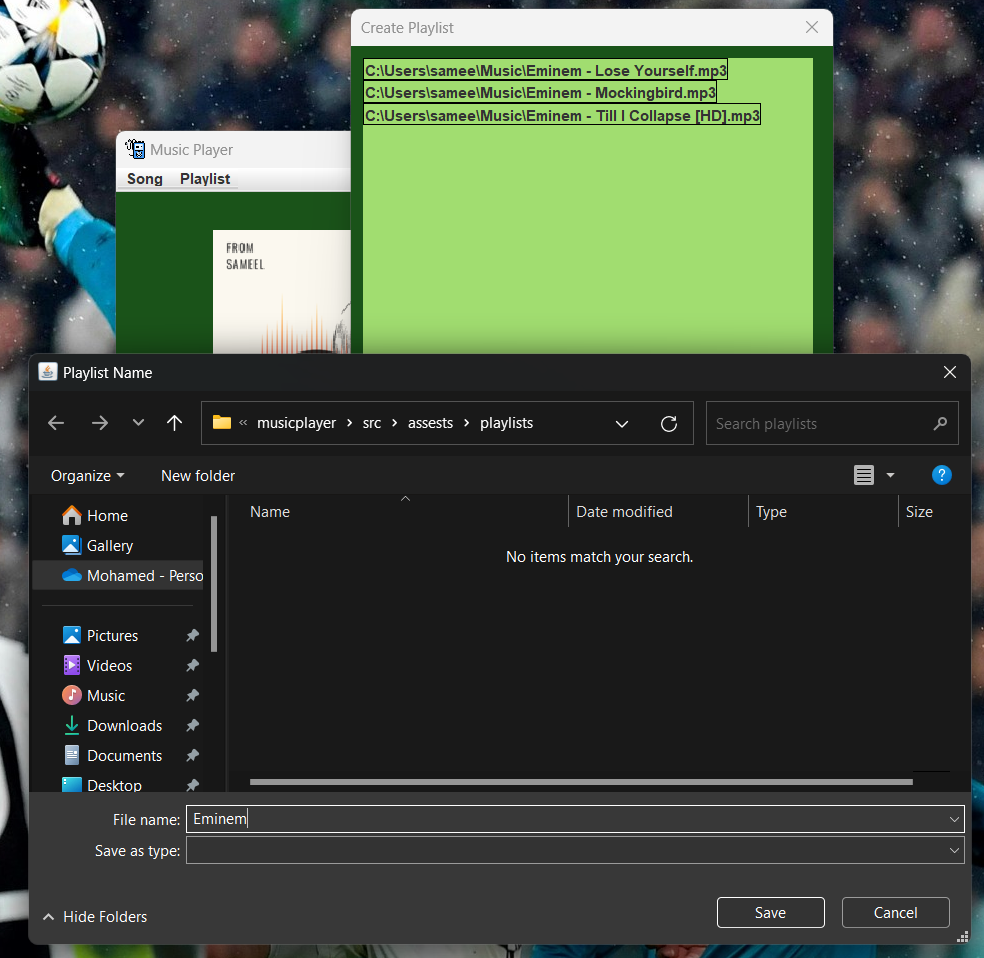 Create Playlist
C:\Users\samee\Music\Eminem - Lose Yourself.mp3
C:\Users\samee\Music\Eminem - Mockingbird.mp3
C:\Users\samee\Music\Eminem - Till I Collapse [HD].mp3
Music Player
Song Playlist
FROM
SAMEEL
Playlist Name
« musicplayer > src > assests > playlists
Search playlists
Organize New folder
?
Name Date modified Type Size
No items match your search.
Home
Gallery
Mohamed - Perso
Pictures
Videos
Music
Downloads
Documents
Desktop
File name: Eminem
Save as type:
Hide Folders
Save Cancel